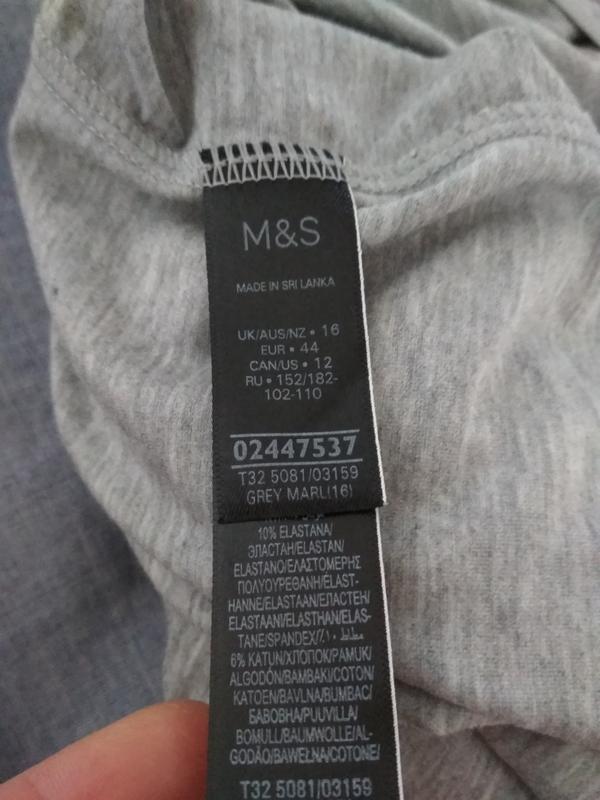 M&S
MADE IN SRI LANKA
UK/AUS/NZ • 16
EUR • 44
CAN/US • 12
RU • 152/182-
102-110
02447537
T32 5081/03159
GREY MARL(16)
10% ELASTANA/
ЭЛАСТАН/ELASTAN/
ELASTANO/ΕΛΑΣΤΟΜΕΡΗΣ
ΠΟΛΥΟΥΡΕΘΑΝΗ/ELAST-
HANNE/ELASTAAN/ЕЛАСТЕН/
ELASTAANI/ELASTHAN/ELAS-
TANE/SPANDEX/٪١٠ مطاط
6% KATUN/ХЛОПОК/PAMUK/
ALGODÓN/BAMBAKI/COTON/
KATOEN/BAVLNA/BUMBAC/
БАВОВНА/PUUVILLA/
BOMULL/BAUMWOLLE/AL-
GODÃO/BAWEŁNA/COTONE/
T32 5081/03159